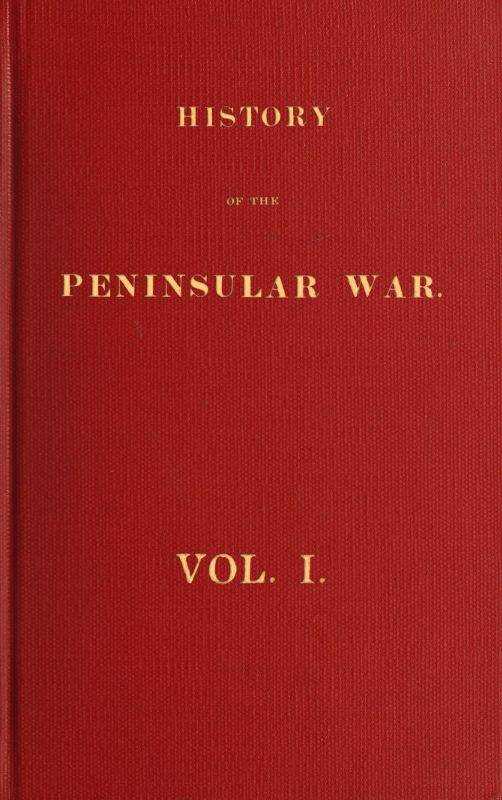 HISTORY
OF THE
PENINSULAR WAR.
VOL. I.